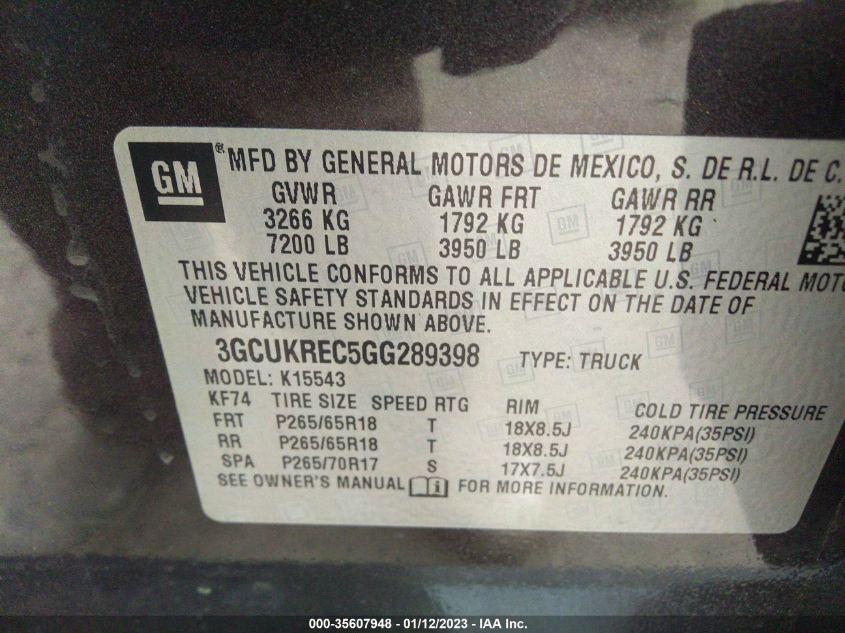 GM ® MFD BY GENERAL MOTORS DE MEXICO, S. DE R.L. DE C.
GVWR GAWR FRT GAWR RR
3266 KG 1792 KG 1792 KG
7200 LB 3950 LB 3950 LB
THIS VEHICLE CONFORMS TO ALL APPLICABLE U.S. FEDERAL MOTO
VEHICLE SAFETY STANDARDS IN EFFECT ON THE DATE OF
MANUFACTURE SHOWN ABOVE.
3GCUKREC5GG289398 TYPE: TRUCK
MODEL: K15543
KF74 TIRE SIZE SPEED RTG RIM COLD TIRE PRESSURE
FRT P265/65R18 T 18X8.5J 240KPA(35PSI)
RR P265/65R18 T 18X8.5J 240KPA(35PSI)
SPA P265/70R17 S 17X7.5J 240KPA(35PSI)
SEE OWNER'S MANUAL FOR MORE INFORMATION.
000-35607948 - 01/12/2023 - IAA Inc.